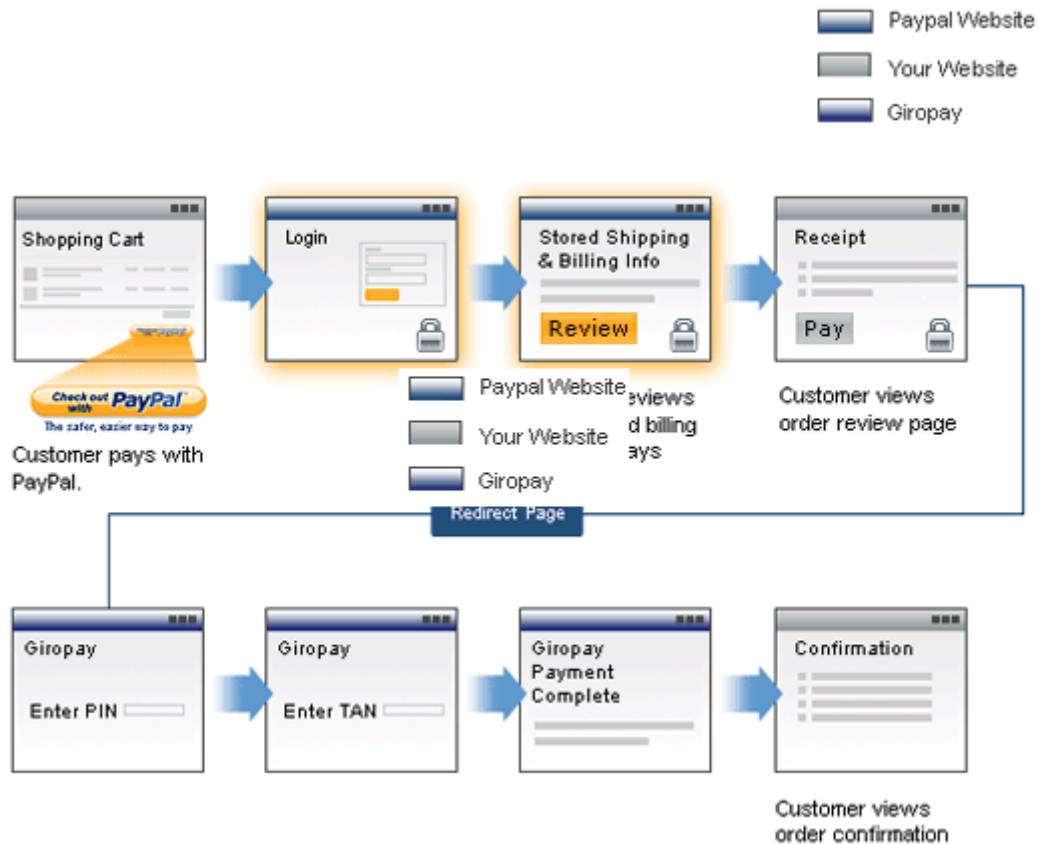 Paypal Website
Your Website
Giropay
Shopping Cart
Login
Stored Shipping
& Billing Info
Review
Receipt
Pay
Check out
with PayPal
The safer, easier way to pay
Customer pays with
PayPal.
Paypal Website
Your Website
Giropay
eviews
d billing
ays
Customer views
order review page
Redirect Page
Giropay
Enter PIN
Giropay
Enter TAN
Giropay
Payment
Complete
Confirmation
Customer views
order confirmation